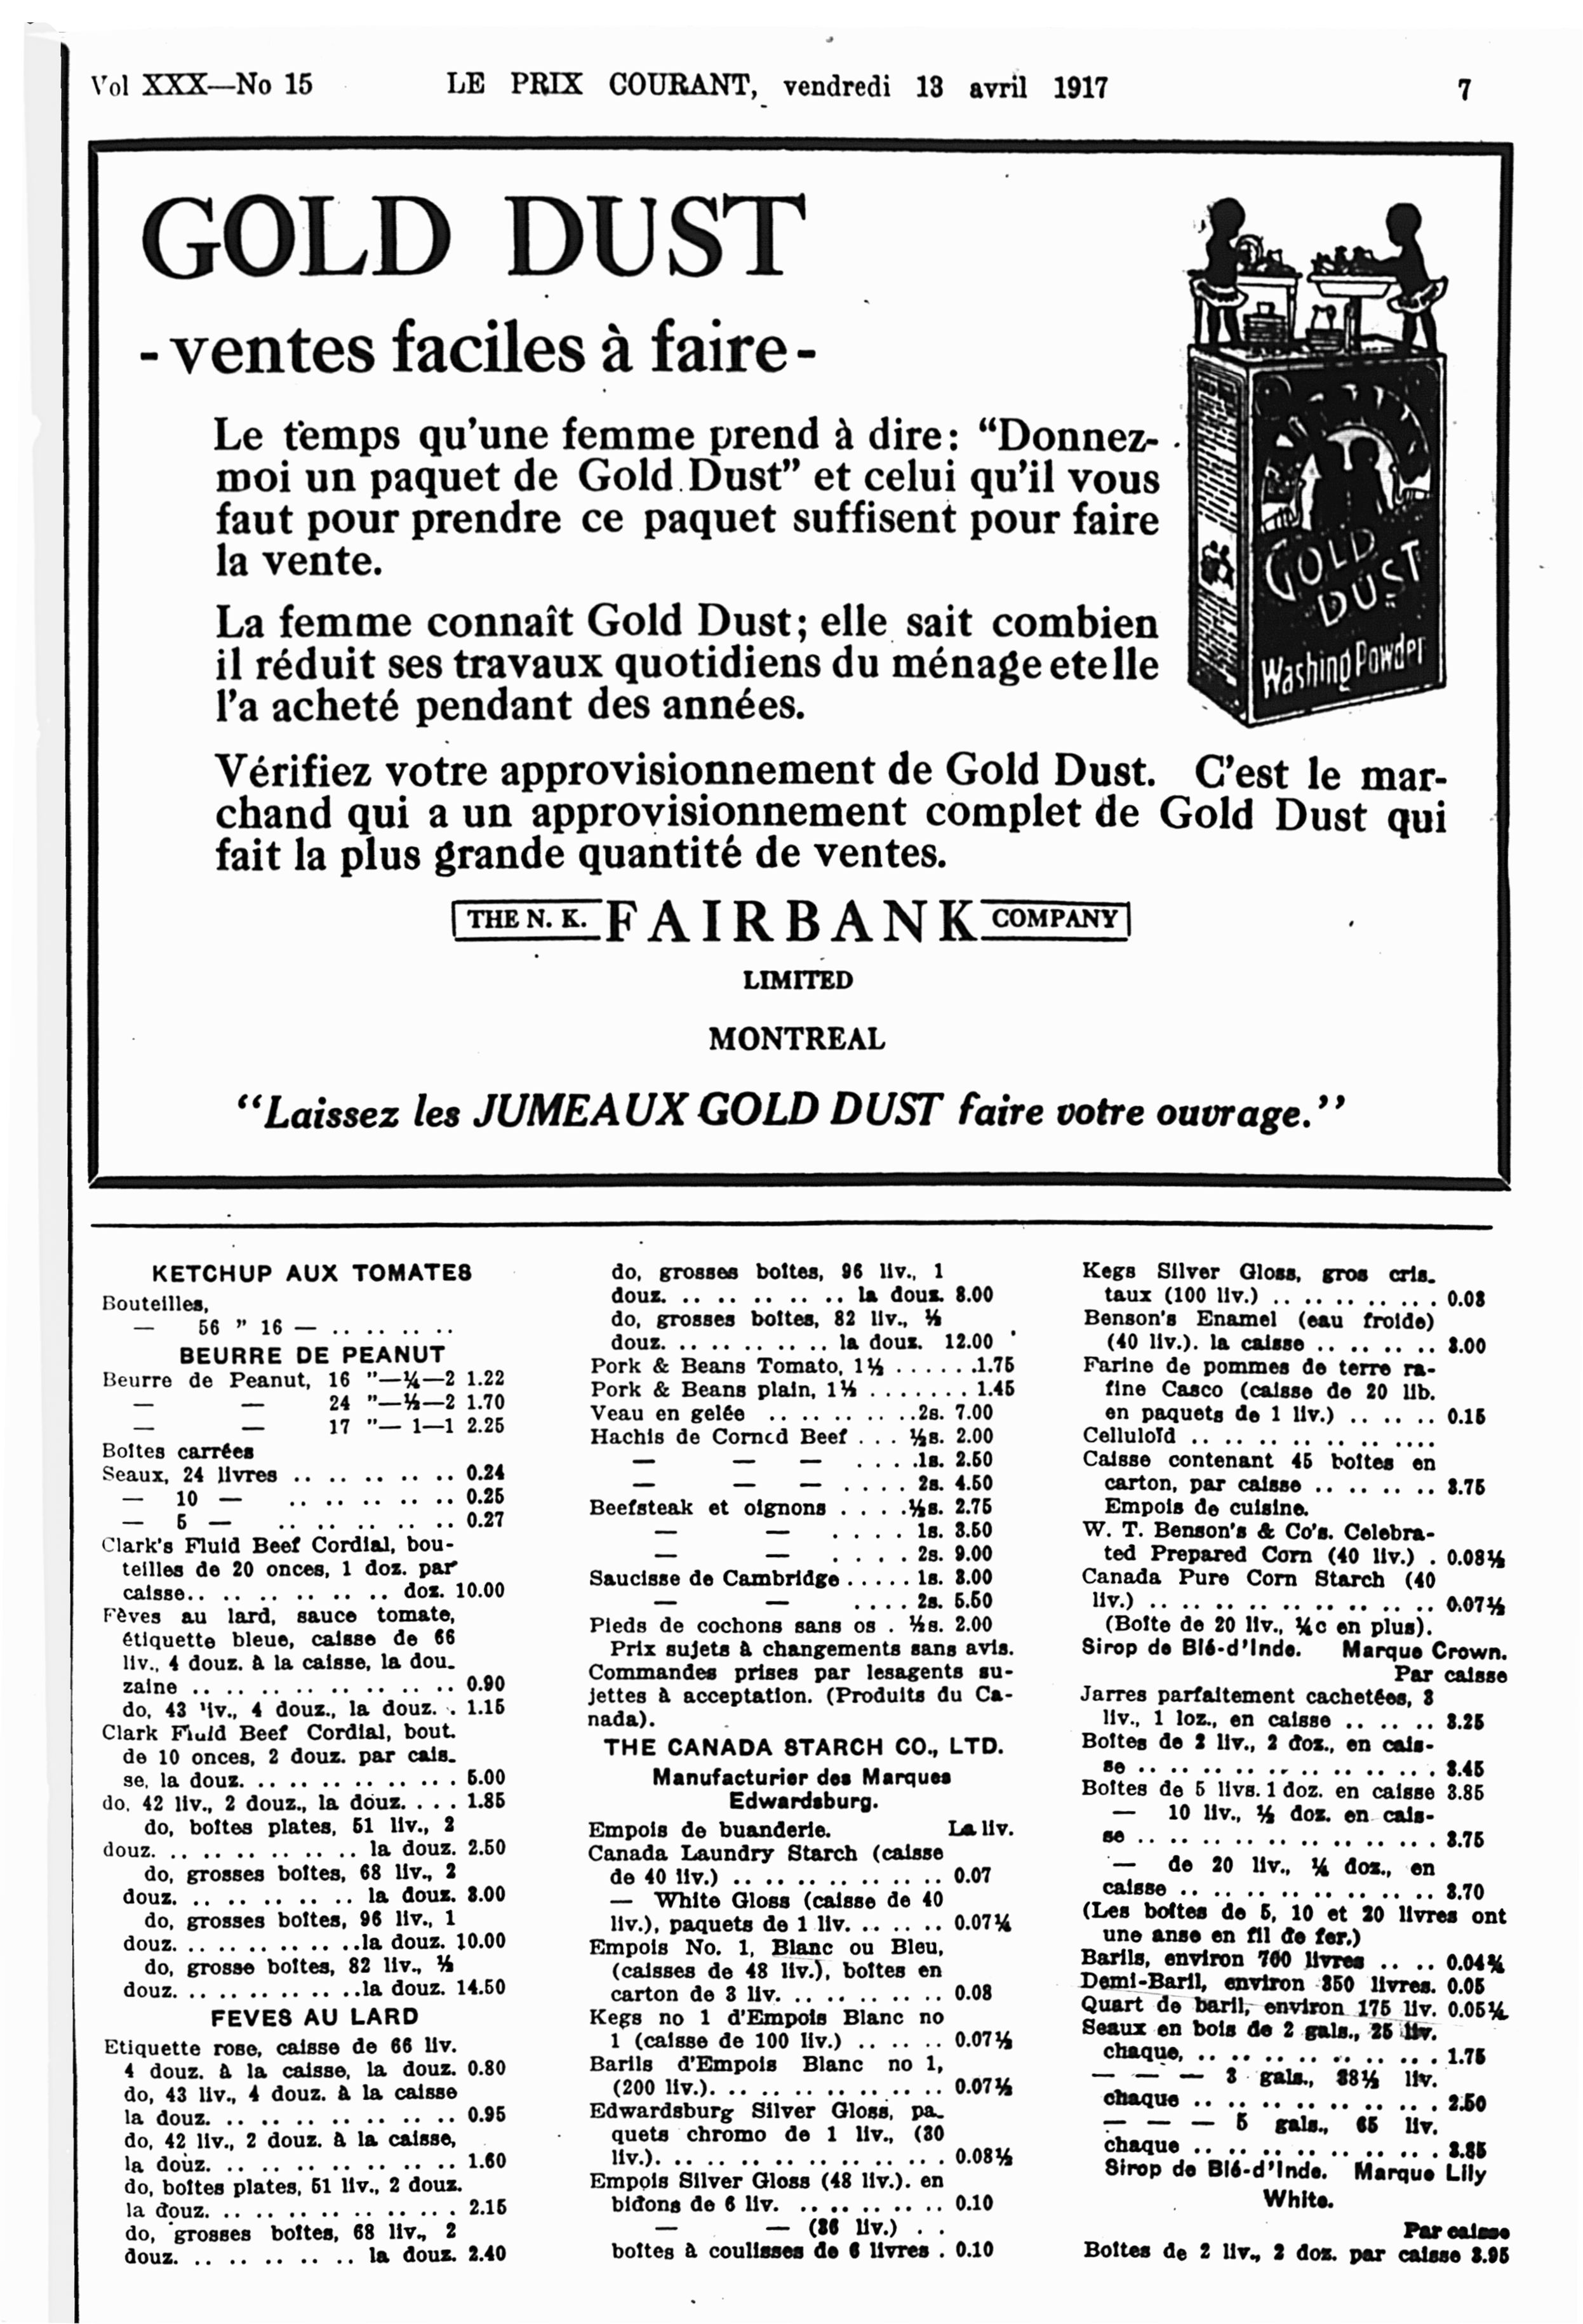 Vol XXX—No 15 LE PRIX COURANT, vendredi 13 avril 1917 7
GOLD DUST
- ventes faciles à faire -
Le temps qu'une femme prend à dire: "Donnez-
moi un paquet de Gold Dust" et celui qu'il vous
faut pour prendre ce paquet suffisent pour faire
la vente.
La femme connaît Gold Dust; elle sait combien
il réduit ses travaux quotidiens du ménage et elle
l'a acheté pendant des années.
Vérifiez votre approvisionnement de Gold Dust. C'est le mar-
chand qui a un approvisionnement complet de Gold Dust qui
fait la plus grande quantité de ventes.
GOLD
DUST
Washing Powder
THE N. K. FAIRBANK COMPANY
LIMITED
MONTREAL
"Laissez les JUMEAUX GOLD DUST faire votre ouvrage."
KETCHUP AUX TOMATES
Bouteilles,
— 56 " 16 — .. .. .. ..
BEURRE DE PEANUT
Beurre de Peanut, 16 "—¼—2 1.22
— — 24 "—½—2 1.70
— — 17 "— 1—1 2.25
Boîtes carrées
Seaux, 24 livres .. .. .. .. .. 0.24
— 10 — .. .. .. .. .. 0.25
— 5 — .. .. .. .. .. 0.27
Clark's Fluid Beef Cordial, bou-
teilles de 20 onces, 1 doz. par
caisse.. .. .. .. .. .. doz. 10.00
Fèves au lard, sauce tomate,
étiquette bleue, caisse de 66
liv., 4 douz. à la caisse, la dou.
zaine .. .. .. .. .. .. .. .. 0.90
do, 43 liv., 4 douz., la douz. .. 1.15
Clark Fluid Beef Cordial, bout.
de 10 onces, 2 douz. par cais.
se, la douz. .. .. .. .. .. .. 5.00
do, 42 liv., 2 douz., la douz. . . . 1.85
do, boîtes plates, 51 liv., 2
douz. .. .. .. .. .. .. la douz. 2.50
do, grosses boîtes, 68 liv., 2
douz. .. .. .. .. .. la douz. 3.00
do, grosses boîtes, 96 liv., 1
douz. .. .. .. .. .. ..la douz. 10.00
do, grosse boîtes, 82 liv., ½
douz. .. .. .. .. .. ..la douz. 14.50
FEVES AU LARD
Etiquette rose, caisse de 66 liv.
4 douz. à la caisse, la douz. 0.80
do, 43 liv., 4 douz. à la caisse
la douz. .. .. .. .. .. .. .. 0.95
do, 42 liv., 2 douz. à la caisse,
la douz. .. .. .. .. .. .. .. 1.60
do, boîtes plates, 51 liv., 2 douz.
la douz. .. .. .. .. .. .. .. 2.15
do, grosses boîtes, 68 liv., 2
douz. .. .. .. .. .. la douz. 2.40
do, grosses boîtes, 96 liv., 1
douz. .. .. .. .. .. la douz. 8.00
do, grosses boîtes, 82 liv., ½
douz. .. .. .. .. .. la douz. 12.00
Pork & Beans Tomato, 1½ . . . . . .1.75
Pork & Beans plain, 1½ . . . . . . . 1.45
Veau en gelée .. .. .. .. ..2s. 7.00
Hachis de Corned Beef . . . ½s. 2.00
— — — . . . .1s. 2.50
— — — . . . . 2s. 4.50
Beefsteak et oignons . . . .½s. 2.75
— — . . . . 1s. 3.50
— — . . . . 2s. 9.00
Saucisse de Cambridge . . . . . 1s. 3.00
— — . . . . 2s. 5.50
Pieds de cochons sans os . ½s. 2.00
Prix sujets à changements sans avis.
Commandes prises par lesagents su-
jettes à acceptation. (Produits du Ca-
nada).
THE CANADA STARCH CO., LTD.
Manufacturier des Marques
Edwardsburg.
Empois de buanderie. La liv.
Canada Laundry Starch (caisse
de 40 liv.) .. .. .. .. .. .. .. 0.07
— White Gloss (caisse de 40
liv.), paquets de 1 liv. .. .. .. 0.07¼
Empois No. 1, Blanc ou Bleu,
(caisses de 48 liv.), boîtes en
carton de 3 liv. .. .. .. .. .. 0.08
Kegs no 1 d'Empois Blanc no
1 (caisse de 100 liv.) .. .. .. 0.07½
Barils d'Empois Blanc no 1,
(200 liv.). .. .. .. .. .. .. .. 0.07½
Edwardsburg Silver Gloss, pa.
quets chromo de 1 liv., (30
liv.). .. .. .. .. .. .. .. .. .. 0.08½
Empois Silver Gloss (48 liv.). en
bidons de 6 liv. .. .. .. .. .. 0.10
— — (36 liv.) . .
boîtes à coulisses de 6 livres . 0.10
Kegs Silver Gloss, gros cris.
taux (100 liv.) .. .. .. .. .. . 0.08
Benson's Enamel (eau froide)
(40 liv.). la caisse .. .. .. .. 3.00
Farine de pommes de terre ra-
fine Casco (caisse de 20 lib.
en paquets de 1 liv.) .. .. .. 0.15
Celluloïd .. .. .. .. .. .. .. ....
Caisse contenant 45 boîtes en
carton, par caisse .. .. .. .. 3.75
Empois de cuisine.
W. T. Benson's & Co's. Celebra-
ted Prepared Corn (40 liv.) . 0.08½
Canada Pure Corn Starch (40
liv.) .. .. .. .. .. .. .. .. .. 0.07½
(Boîte de 20 liv., ¼c en plus).
Sirop de Blé-d'Inde. Marque Crown.
Par caisse
Jarres parfaitement cachetées, 3
liv., 1 loz., en caisse .. .. .. 3.25
Boîtes de 2 liv., 2 doz., en cais-
se .. .. .. .. .. .. .. .. .. . 3.45
Boîtes de 5 livs. 1 doz. en caisse 3.85
— 10 liv., ½ doz. en cais-
se .. .. .. .. .. .. .. .. .. . 3.75
— de 20 liv., ¼ doz., en
caisse .. .. .. .. .. .. .. .. 3.70
(Les boîtes de 5, 10 et 20 livres ont
une anse en fil de fer.)
Barils, environ 700 livres .. .. 0.04¾
Demi-Baril, environ 350 livres. 0.05
Quart de baril, environ 175 liv. 0.05¼
Seaux en bois de 2 gals., 25 liv.
chaque, .. .. .. .. .. .. .. . 1.75
— — — 3 gals., 38½ liv.
chaque .. .. .. .. .. .. .. . 2.50
— — — 5 gals., 65 liv.
chaque .. .. .. .. .. .. .. . 3.85
Sirop de Blé-d'Inde. Marque Lily
White.
Par caisse
Boîtes de 2 liv., 2 doz. par caisse 3.95